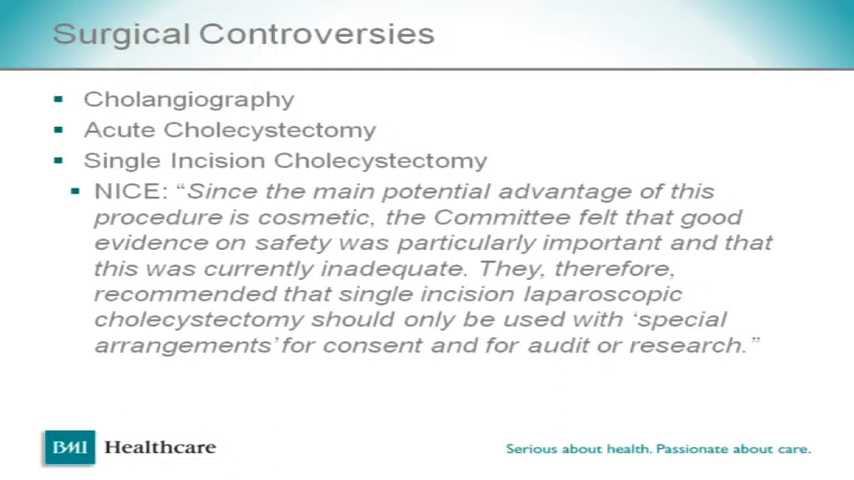 Surgical Controversies
Cholangiography
Acute Cholecystectomy
Single Incision Cholecystectomy
NICE: “Since the main potential advantage of this
procedure is cosmetic, the Committee felt that good
evidence on safety was particularly important and that
this was currently inadequate. They, therefore,
recommended that single incision laparoscopic
cholecystectomy should only be used with ‘special
arrangements’ for consent and for audit or research.”
BMI Healthcare
Serious about health. Passionate about care.